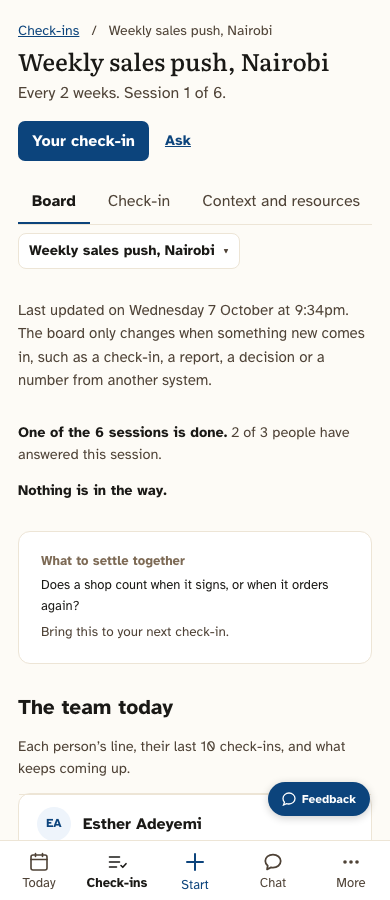 Check-ins / Weekly sales push, Nairobi
Weekly sales push, Nairobi
Every 2 weeks. Session 1 of 6.
Your check-in
Ask
Board
Check-in
Context and resources
Weekly sales push, Nairobi
Last updated on Wednesday 7 October at 9:34pm.
The board only changes when something new comes
in, such as a check-in, a report, a decision or a
number from another system.
One of the 6 sessions is done. 2 of 3 people have
answered this session.
Nothing is in the way.
What to settle together
Does a shop count when it signs, or when it orders
again?
Bring this to your next check-in.
The team today
Each person’s line, their last 10 check-ins, and what
keeps coming up.
EA
Esther Adeyemi
Feedback
Today
Check-ins
Start
Chat
More